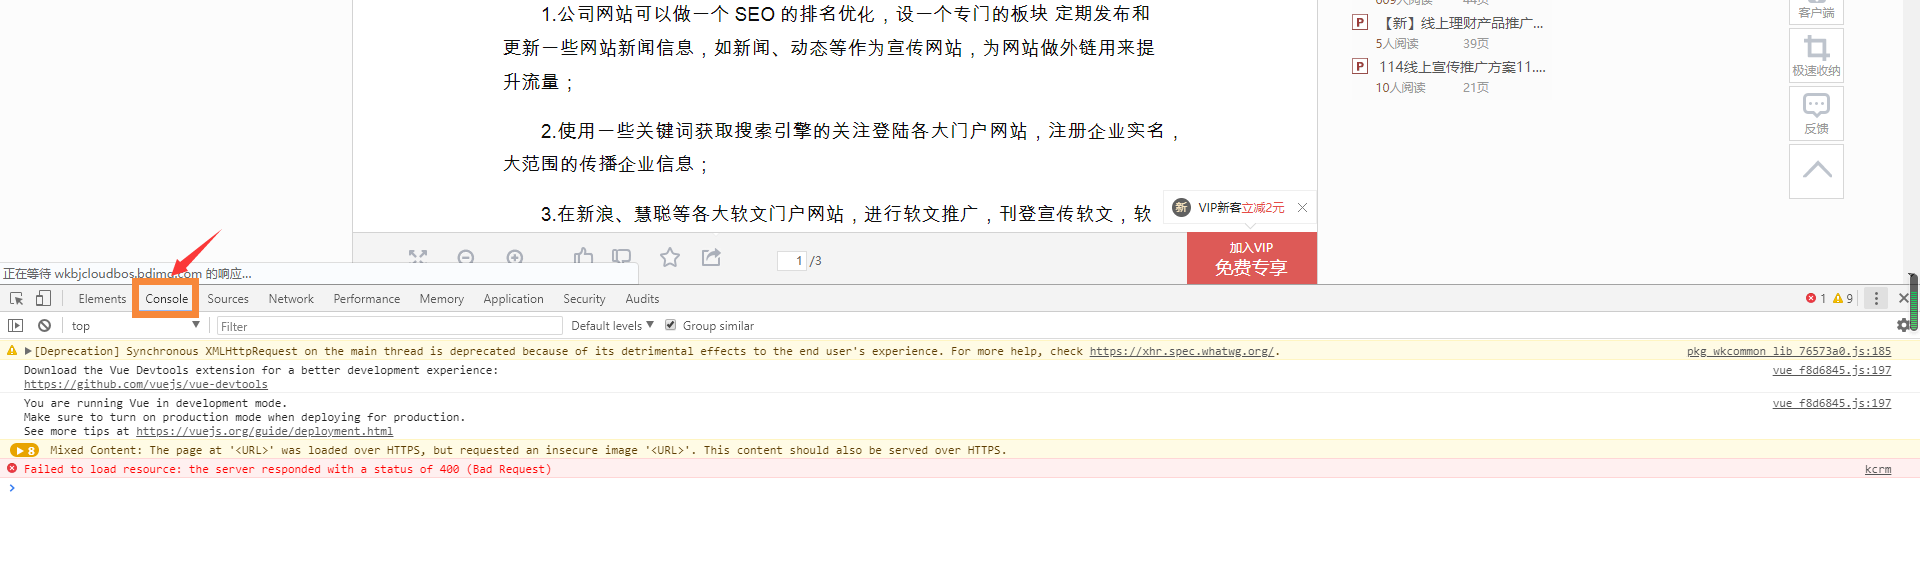 1.公司网站可以做一个 SEO 的排名优化，设一个专门的板块 定期发布和
更新一些网站新闻信息，如新闻、动态等作为宣传网站，为网站做外链用来提
升流量；
2.使用一些关键词获取搜索引擎的关注登陆各大门户网站，注册企业实名，
大范围的传播企业信息；
3.在新浪、慧聪等各大软文门户网站，进行软文推广，刊登宣传软文，软
44页
P 【新】线上理财产品推广...
5人阅读 39页
P 114线上宣传推广方案11....
10人阅读 21页
客户端
极速收纳
反馈
新 VIP新客立减2元
1 /3
加入VIP
免费专享
正在等待 wkbjcloudbos.bdimg.com 的响应...
Elements Console Sources Network Performance Memory Application Security Audits 1 9
top Filter Default levels Group similar
[Deprecation] Synchronous XMLHttpRequest on the main thread is deprecated because of its detrimental effects to the end user's experience. For more help, check https://xhr.spec.whatwg.org/. pkg_wkcommon_lib_76573a0.js:185
Download the Vue Devtools extension for a better development experience: vue_f8d6845.js:197
https://github.com/vuejs/vue-devtools
You are running Vue in development mode. vue_f8d6845.js:197
Make sure to turn on production mode when deploying for production.
See more tips at https://vuejs.org/guide/deployment.html
8 Mixed Content: The page at '<URL>' was loaded over HTTPS, but requested an insecure image '<URL>'. This content should also be served over HTTPS.
Failed to load resource: the server responded with a status of 400 (Bad Request) kcrm